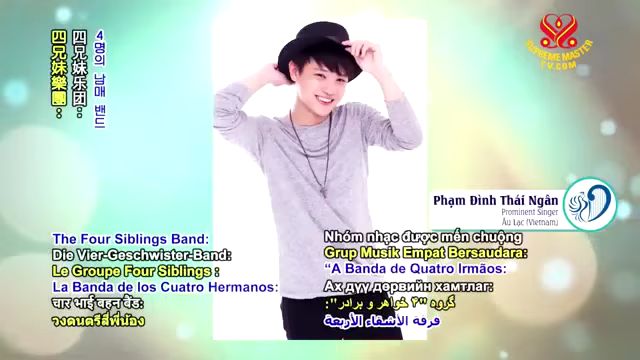 四兄妹樂團：
四兄妹乐团：
4명의 남매 밴드
SUPREME MASTER
TV.COM
Phạm Đình Thái Ngân
Prominent Singer
Âu Lạc (Vietnam)
The Four Siblings Band:
Die Vier-Geschwister-Band:
Le Groupe Four Siblings :
La Banda de los Cuatro Hermanos:
चार भाई बहन बैंड:
วงดนตรีสี่พี่น้อง
Nhóm nhạc được mến chuộng
Grup Musik Empat Bersaudara:
“A Banda de Quatro Irmãos:
Ах дүү дөрвийн хамтлаг:
گروه "۴ خواهر و برادر":
فرقة الأشقاء الأربعة